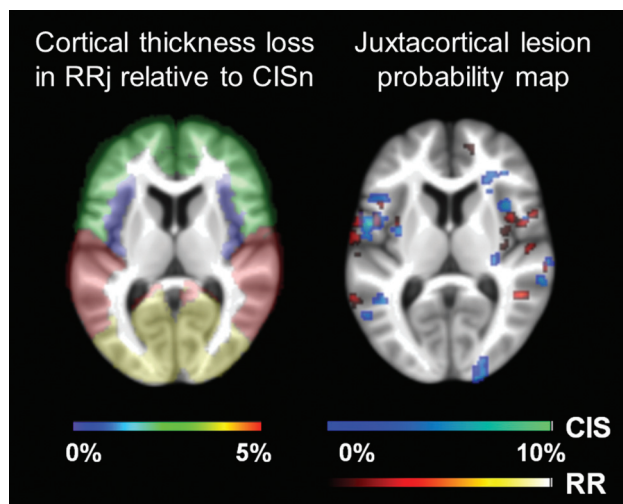 Cortical thickness loss
in RRj relative to CISn
Juxtacortical lesion
probability map
0%
5%
CIS
0%
10%
RR